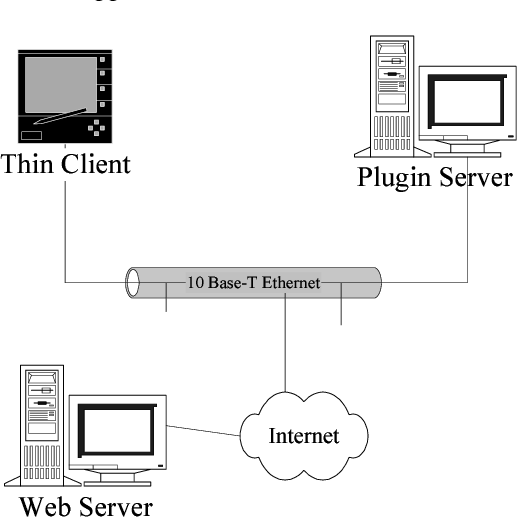 Thin Client
Plugin Server
10 Base-T Ethernet
Internet
Web Server